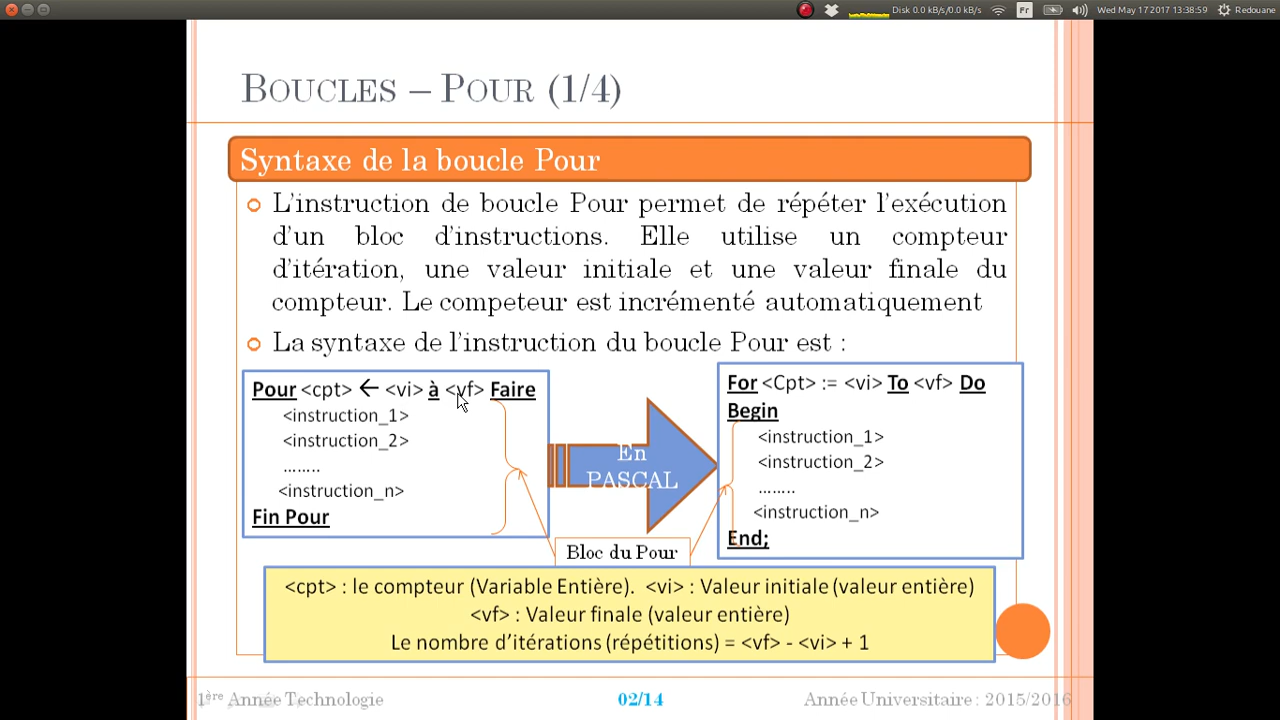 Disk 0.0 kB/s/0.0 kB/s Fr Wed May 17 2017 13:38:59 Redouane
BOUCLES – POUR (1/4)
Syntaxe de la boucle Pour
L'instruction de boucle Pour permet de répéter l'exécution
d'un bloc d'instructions. Elle utilise un compteur
d'itération, une valeur initiale et une valeur finale du
compteur. Le competeur est incrémenté automatiquement
La syntaxe de l'instruction du boucle Pour est :
Pour <cpt> ← <vi> à <vf> Faire
<instruction_1>
<instruction_2>
........
<instruction_n>
Fin Pour
En
PASCAL
For <Cpt> := <vi> To <vf> Do
Begin
<instruction_1>
<instruction_2>
........
<instruction_n>
End;
Bloc du Pour
<cpt> : le compteur (Variable Entière). <vi> : Valeur initiale (valeur entière)
<vf> : Valeur finale (valeur entière)
Le nombre d'itérations (répétitions) = <vf> - <vi> + 1
1ère Année Technologie 02/14 Année Universitaire : 2015/2016